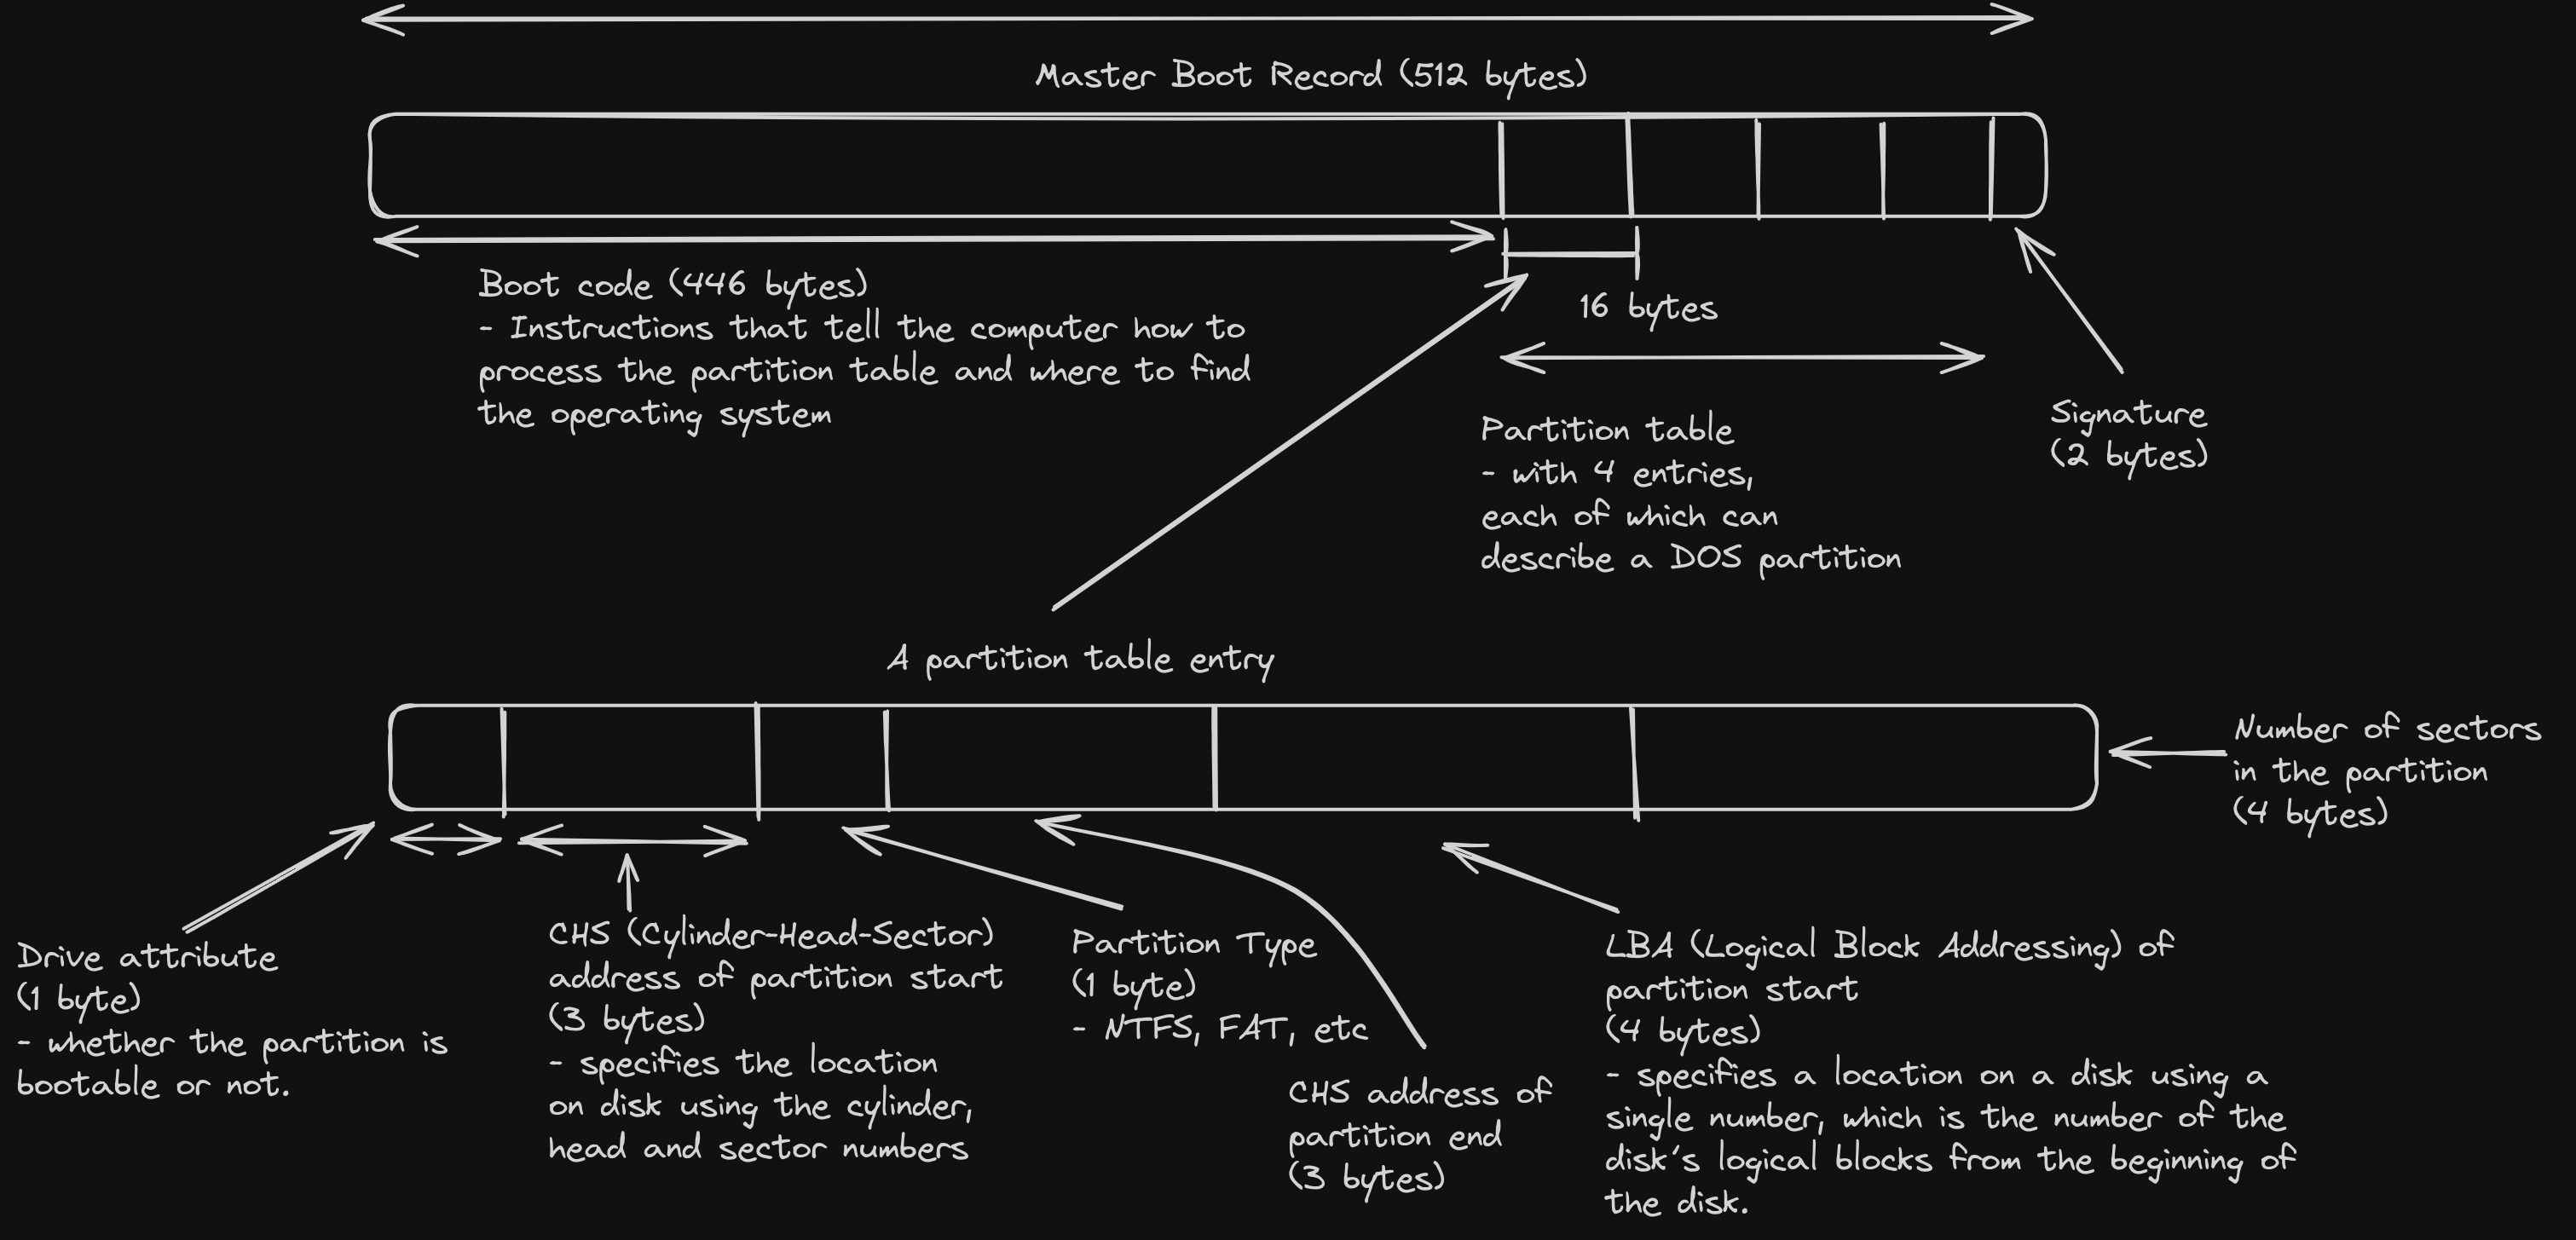 Master Boot Record (512 bytes)
Boot code (446 bytes)
- Instructions that tell the computer how to
process the partition table and where to find
the operating system
16 bytes
Partition table
- with 4 entries,
each of which can
describe a DOS partition
Signature
(2 bytes)
A partition table entry
Number of sectors
in the partition
(4 bytes)
Drive attribute
(1 byte)
- whether the partition is
bootable or not.
CHS (Cylinder-Head-Sector)
address of partition start
(3 bytes)
- specifies the location
on disk using the cylinder,
head and sector numbers
Partition Type
(1 byte)
- NTFS, FAT, etc
CHS address of
partition end
(3 bytes)
LBA (Logical Block Addressing) of
partition start
(4 bytes)
- specifies a location on a disk using a
single number, which is the number of the
disk's logical blocks from the beginning of
the disk.